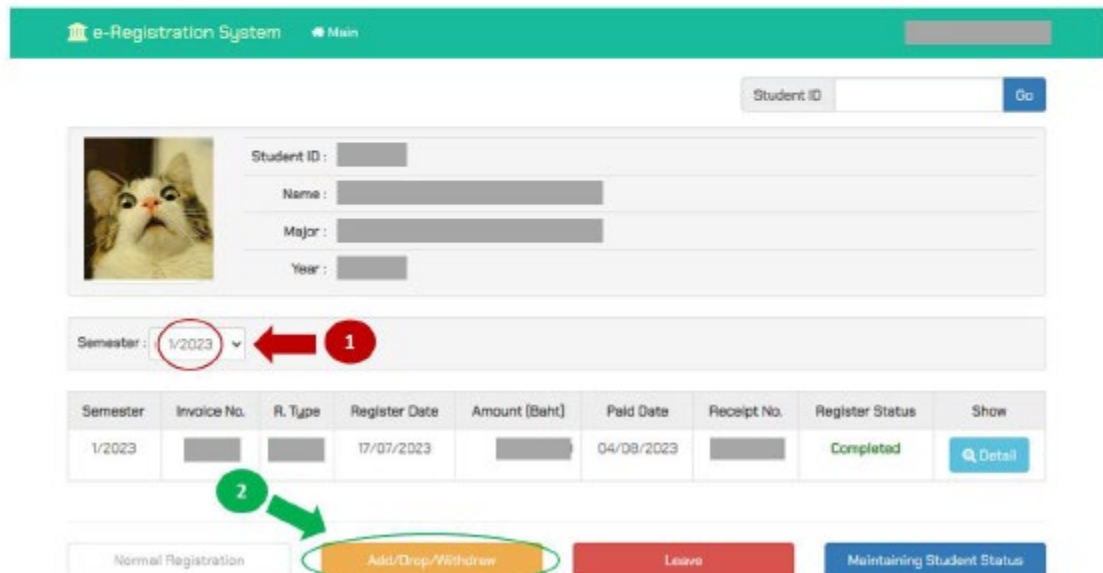 e-Registration System Main
Student ID Go
Student ID :
Name :
Major :
Year :
Semester : 1/2023 1
Semester Invoice No. R. Type Register Date Amount (Baht) Paid Date Receipt No. Register Status Show
1/2023 17/07/2023 04/08/2023 Completed Detail
2
Normal Registration Add/Drop/Withdraw Leave Maintaining Student Status